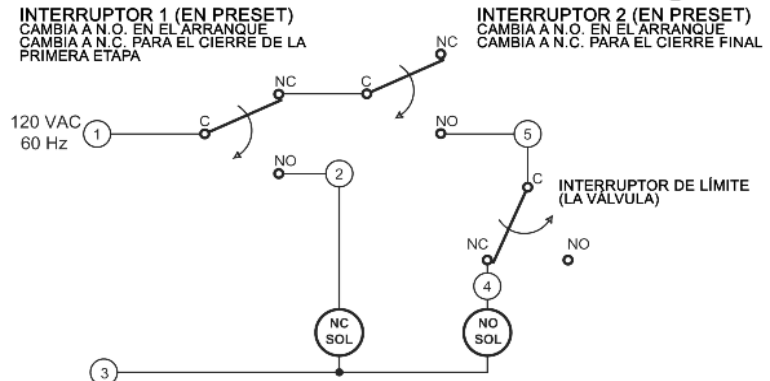 INTERRUPTOR 1 (EN PRESET)
CAMBIA A N.O. EN EL ARRANQUE
CAMBIA A N.C. PARA EL CIERRE DE LA
PRIMERA ETAPA
INTERRUPTOR 2 (EN PRESET)
CAMBIA A N.O. EN EL ARRANQUE
CAMBIA A N.C. PARA EL CIERRE FINAL
NC
NC
C
C
120 VAC
60 Hz
1
NO
5
NO
2
C
INTERRUPTOR DE LÍMITE
(LA VÁLVULA)
NC
NO
4
NC
SOL
NO
SOL
3